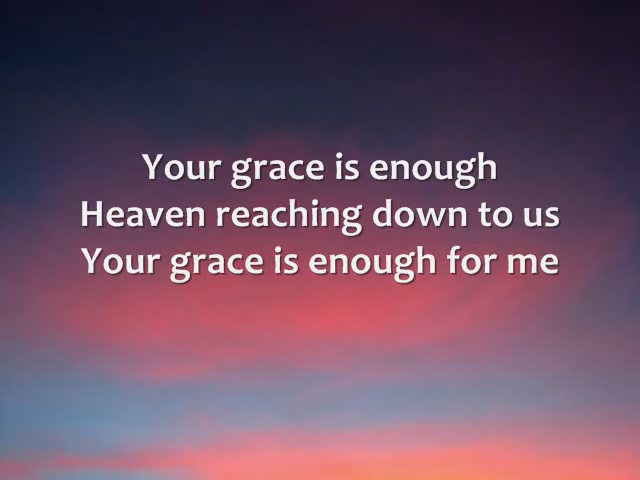 Your grace is enough
Heaven reaching down to us
Your grace is enough for me